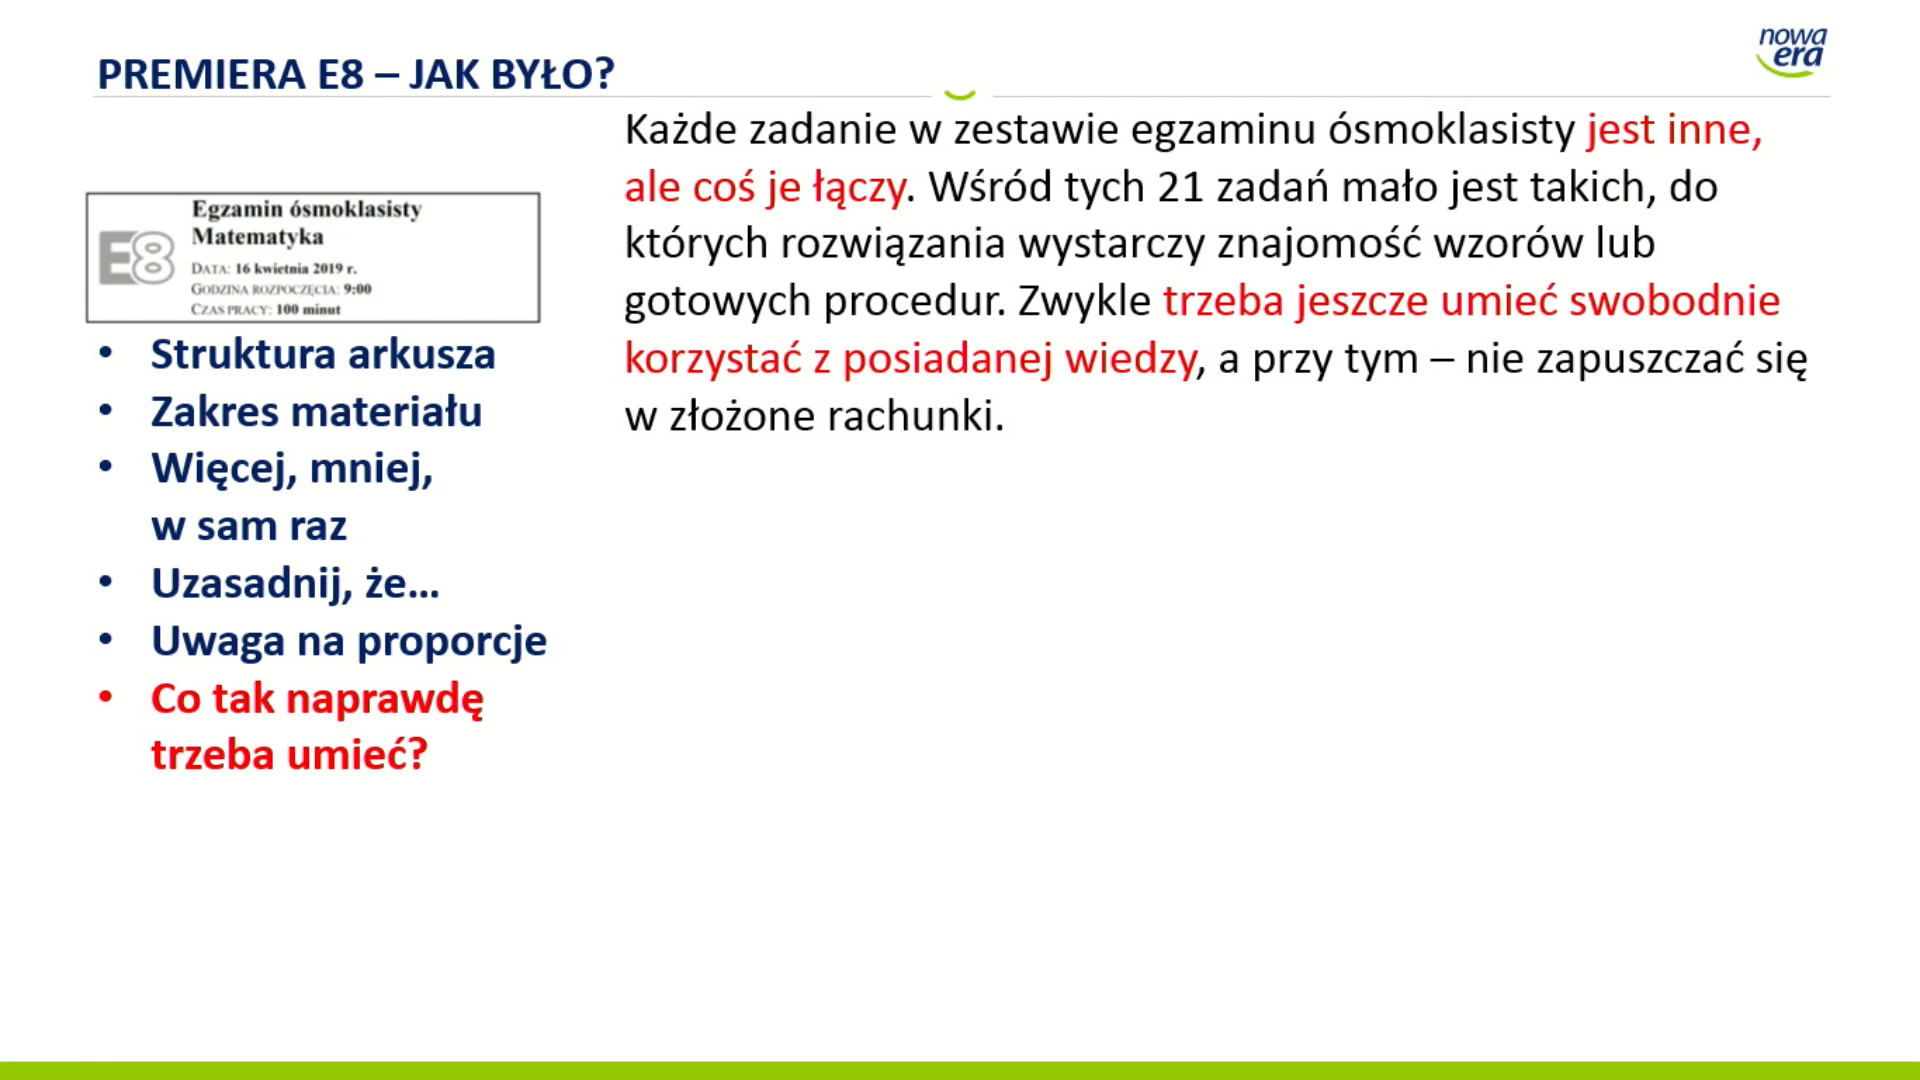 PREMIERA E8 – JAK BYŁO?
nowa
era
Egzamin ósmoklasisty
Matematyka
E8
DATA: 16 kwietnia 2019 r.
GODZINA ROZPOCZĘCIA: 9:00
CZAS PRACY: 100 minut
• Struktura arkusza
• Zakres materiału
• Więcej, mniej,
w sam raz
• Uzasadnij, że...
• Uwaga na proporcje
• Co tak naprawdę
trzeba umieć?
Każde zadanie w zestawie egzaminu ósmoklasisty jest inne,
ale coś je łączy. Wśród tych 21 zadań mało jest takich, do
których rozwiązania wystarczy znajomość wzorów lub
gotowych procedur. Zwykle trzeba jeszcze umieć swobodnie
korzystać z posiadanej wiedzy, a przy tym – nie zapuszczać się
w złożone rachunki.